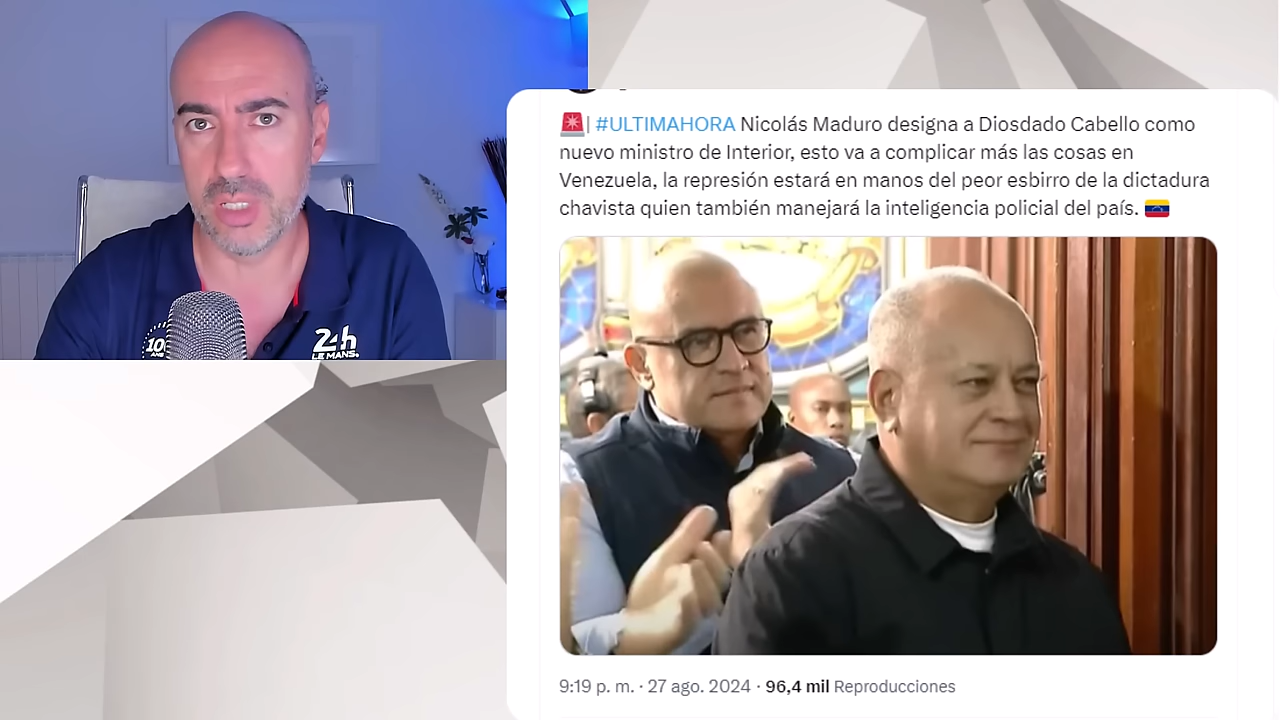 10
ANS
24h
LE MANS
| #ULTIMAHORA Nicolás Maduro designa a Diosdado Cabello como
nuevo ministro de Interior, esto va a complicar más las cosas en
Venezuela, la represión estará en manos del peor esbirro de la dictadura
chavista quien también manejará la inteligencia policial del país.
9:19 p. m. · 27 ago. 2024 · 96,4 mil Reproducciones